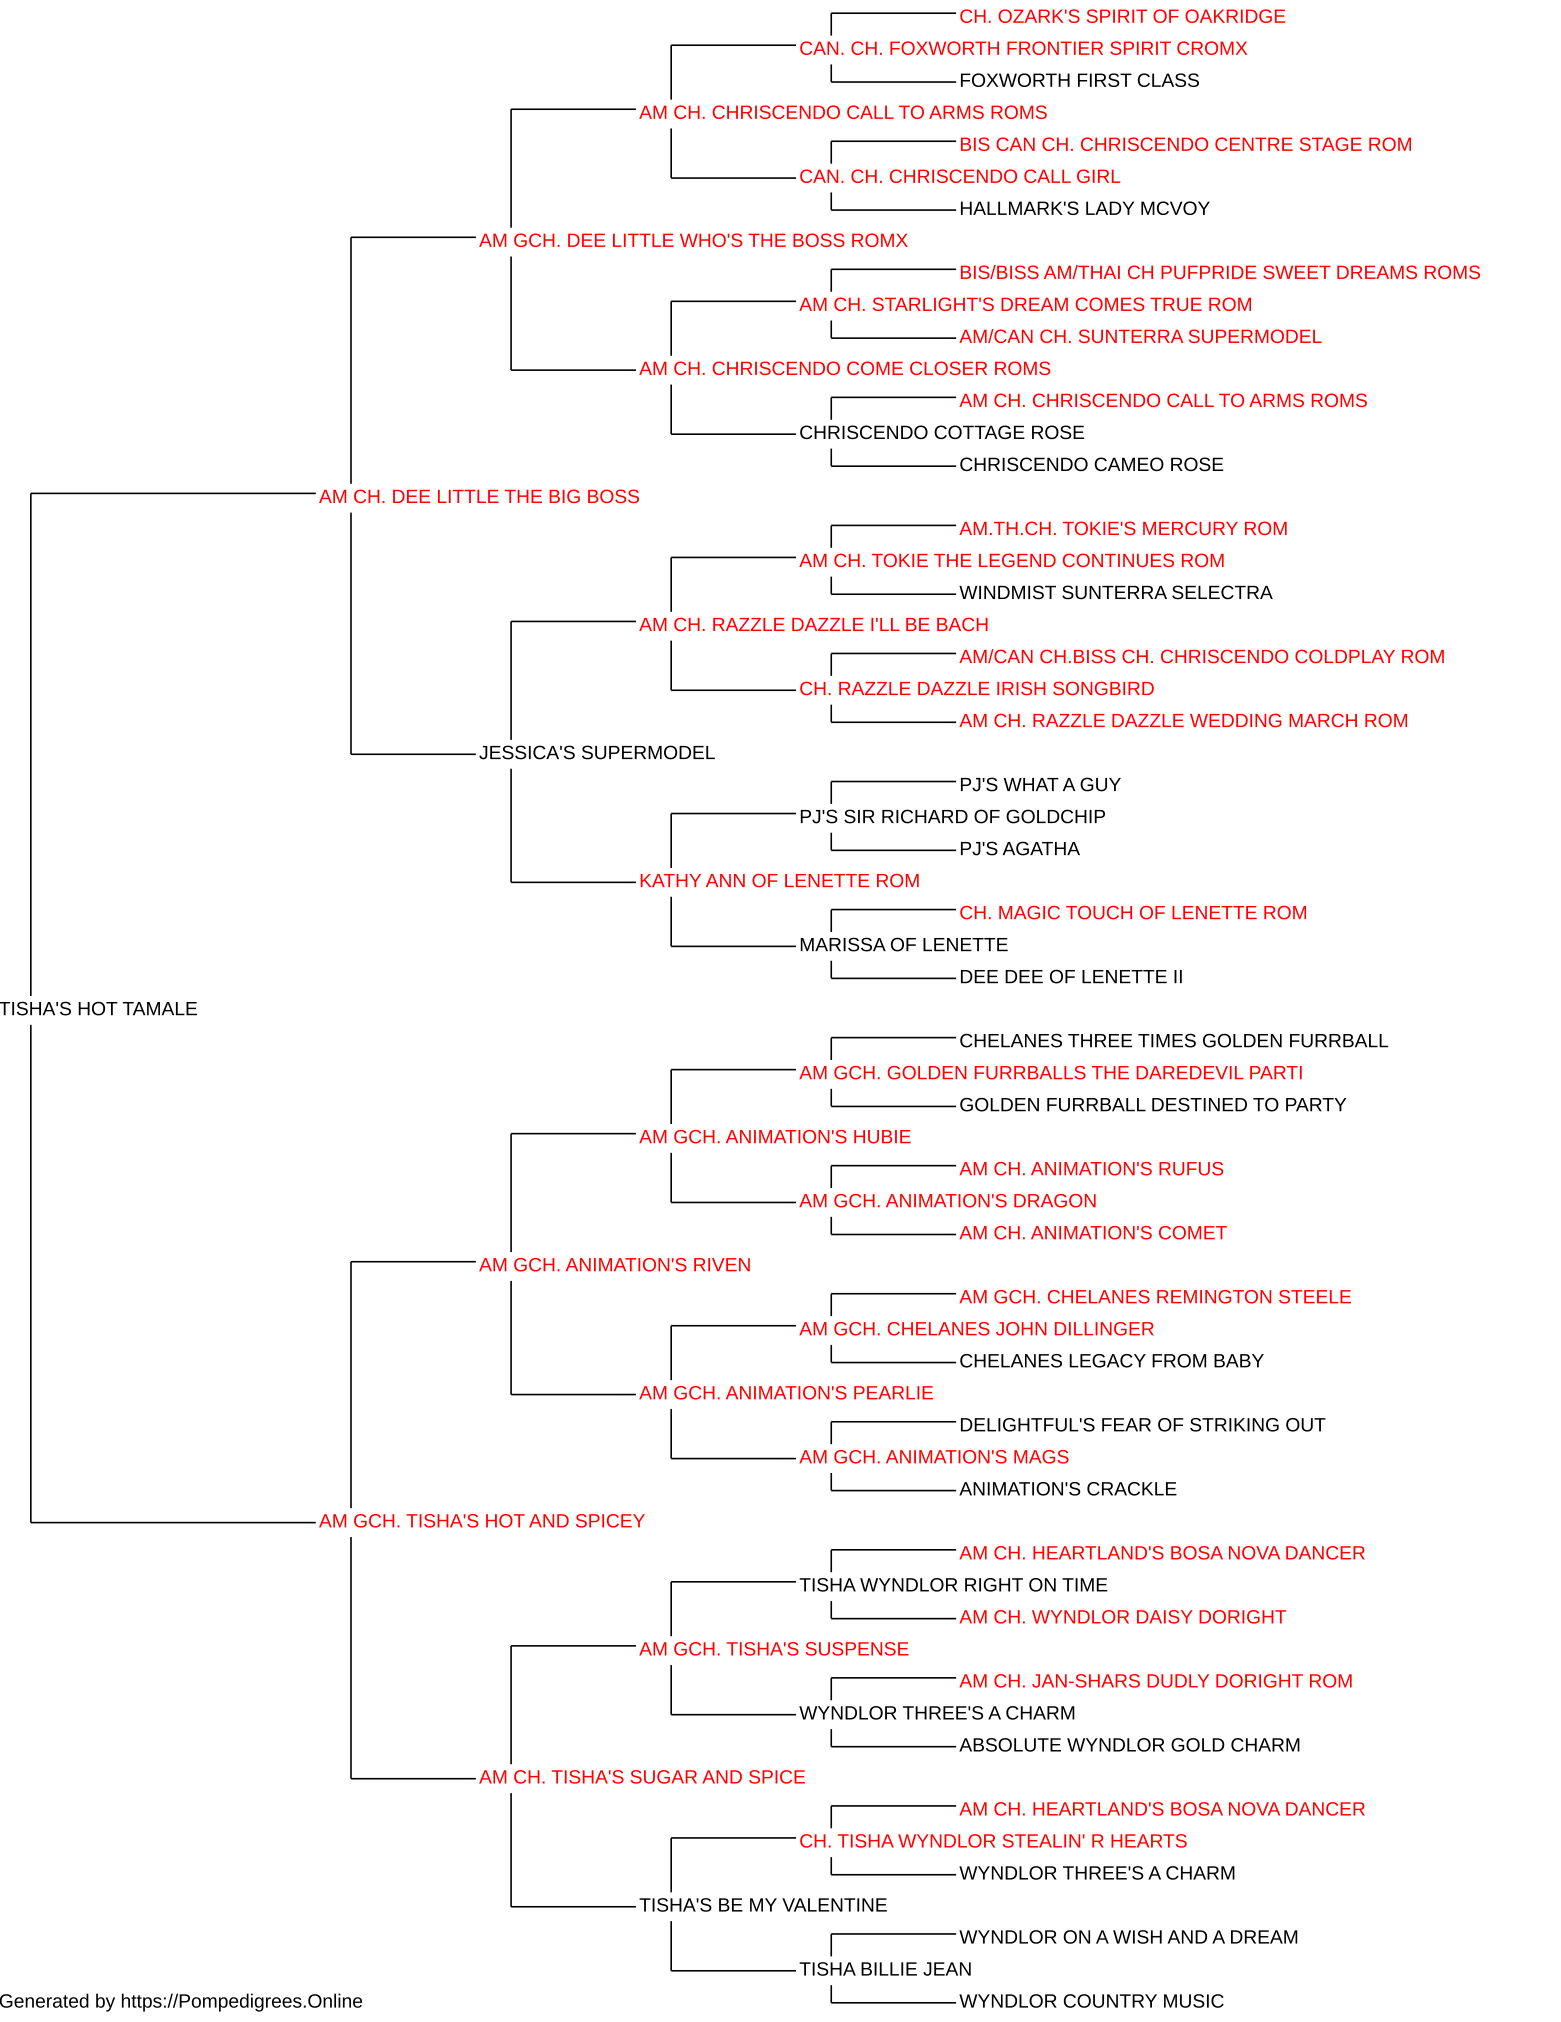 CH. OZARK'S SPIRIT OF OAKRIDGE
CAN. CH. FOXWORTH FRONTIER SPIRIT CROMX
FOXWORTH FIRST CLASS
AM CH. CHRISCENDO CALL TO ARMS ROMS
BIS CAN CH. CHRISCENDO CENTRE STAGE ROM
CAN. CH. CHRISCENDO CALL GIRL
HALLMARK'S LADY MCVOY
AM GCH. DEE LITTLE WHO'S THE BOSS ROMX
BIS/BISS AM/THAI CH PUFPRIDE SWEET DREAMS ROMS
AM CH. STARLIGHT'S DREAM COMES TRUE ROM
AM/CAN CH. SUNTERRA SUPERMODEL
AM CH. CHRISCENDO COME CLOSER ROMS
AM CH. CHRISCENDO CALL TO ARMS ROMS
CHRISCENDO COTTAGE ROSE
CHRISCENDO CAMEO ROSE
AM CH. DEE LITTLE THE BIG BOSS
AM.TH.CH. TOKIE'S MERCURY ROM
AM CH. TOKIE THE LEGEND CONTINUES ROM
WINDMIST SUNTERRA SELECTRA
AM CH. RAZZLE DAZZLE I'LL BE BACH
AM/CAN CH.BISS CH. CHRISCENDO COLDPLAY ROM
CH. RAZZLE DAZZLE IRISH SONGBIRD
AM CH. RAZZLE DAZZLE WEDDING MARCH ROM
JESSICA'S SUPERMODEL
PJ'S WHAT A GUY
PJ'S SIR RICHARD OF GOLDCHIP
PJ'S AGATHA
KATHY ANN OF LENETTE ROM
CH. MAGIC TOUCH OF LENETTE ROM
MARISSA OF LENETTE
DEE DEE OF LENETTE II
TISHA'S HOT TAMALE
CHELANES THREE TIMES GOLDEN FURRBALL
AM GCH. GOLDEN FURRBALLS THE DAREDEVIL PARTI
GOLDEN FURRBALL DESTINED TO PARTY
AM GCH. ANIMATION'S HUBIE
AM CH. ANIMATION'S RUFUS
AM GCH. ANIMATION'S DRAGON
AM CH. ANIMATION'S COMET
AM GCH. ANIMATION'S RIVEN
AM GCH. CHELANES REMINGTON STEELE
AM GCH. CHELANES JOHN DILLINGER
CHELANES LEGACY FROM BABY
AM GCH. ANIMATION'S PEARLIE
DELIGHTFUL'S FEAR OF STRIKING OUT
AM GCH. ANIMATION'S MAGS
ANIMATION'S CRACKLE
AM GCH. TISHA'S HOT AND SPICEY
AM CH. HEARTLAND'S BOSA NOVA DANCER
TISHA WYNDLOR RIGHT ON TIME
AM CH. WYNDLOR DAISY DORIGHT
AM GCH. TISHA'S SUSPENSE
AM CH. JAN-SHARS DUDLY DORIGHT ROM
WYNDLOR THREE'S A CHARM
ABSOLUTE WYNDLOR GOLD CHARM
AM CH. TISHA'S SUGAR AND SPICE
AM CH. HEARTLAND'S BOSA NOVA DANCER
CH. TISHA WYNDLOR STEALIN' R HEARTS
WYNDLOR THREE'S A CHARM
TISHA'S BE MY VALENTINE
WYNDLOR ON A WISH AND A DREAM
TISHA BILLIE JEAN
WYNDLOR COUNTRY MUSIC
Generated by https://Pompedigrees.Online